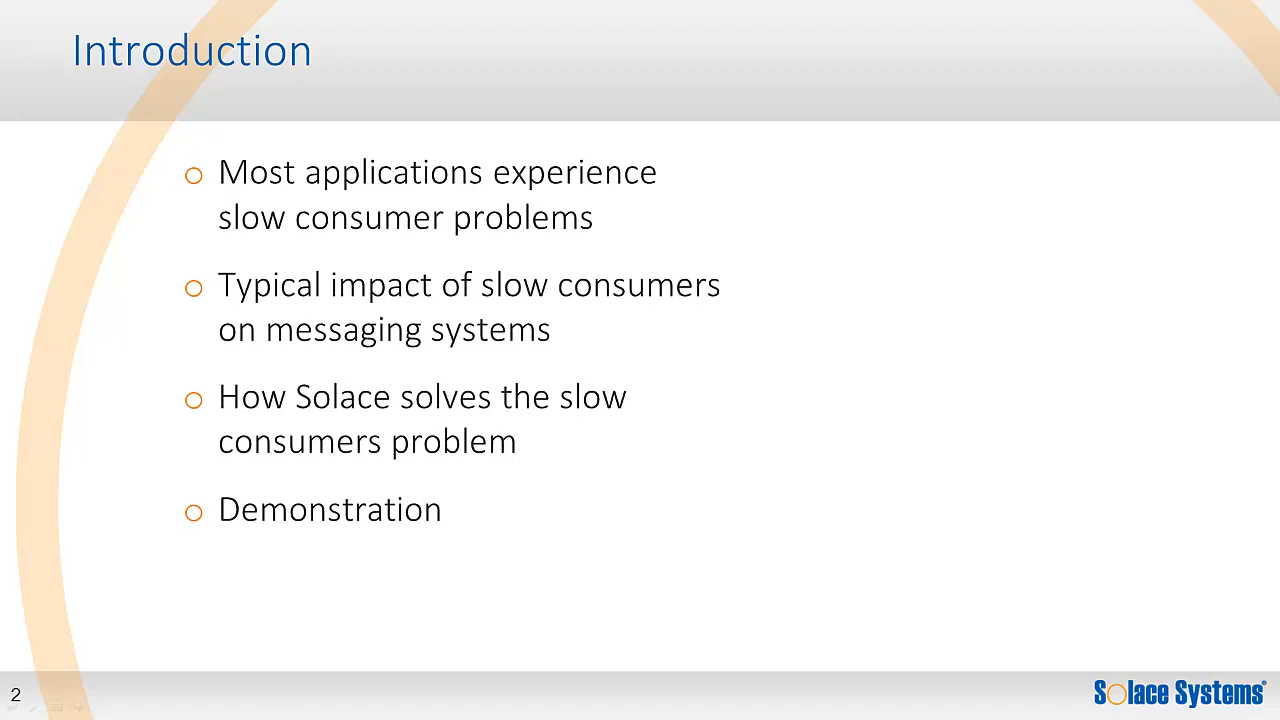 Introduction
Most applications experience
slow consumer problems
Typical impact of slow consumers
on messaging systems
How Solace solves the slow
consumers problem
Demonstration
2
Solace Systems®